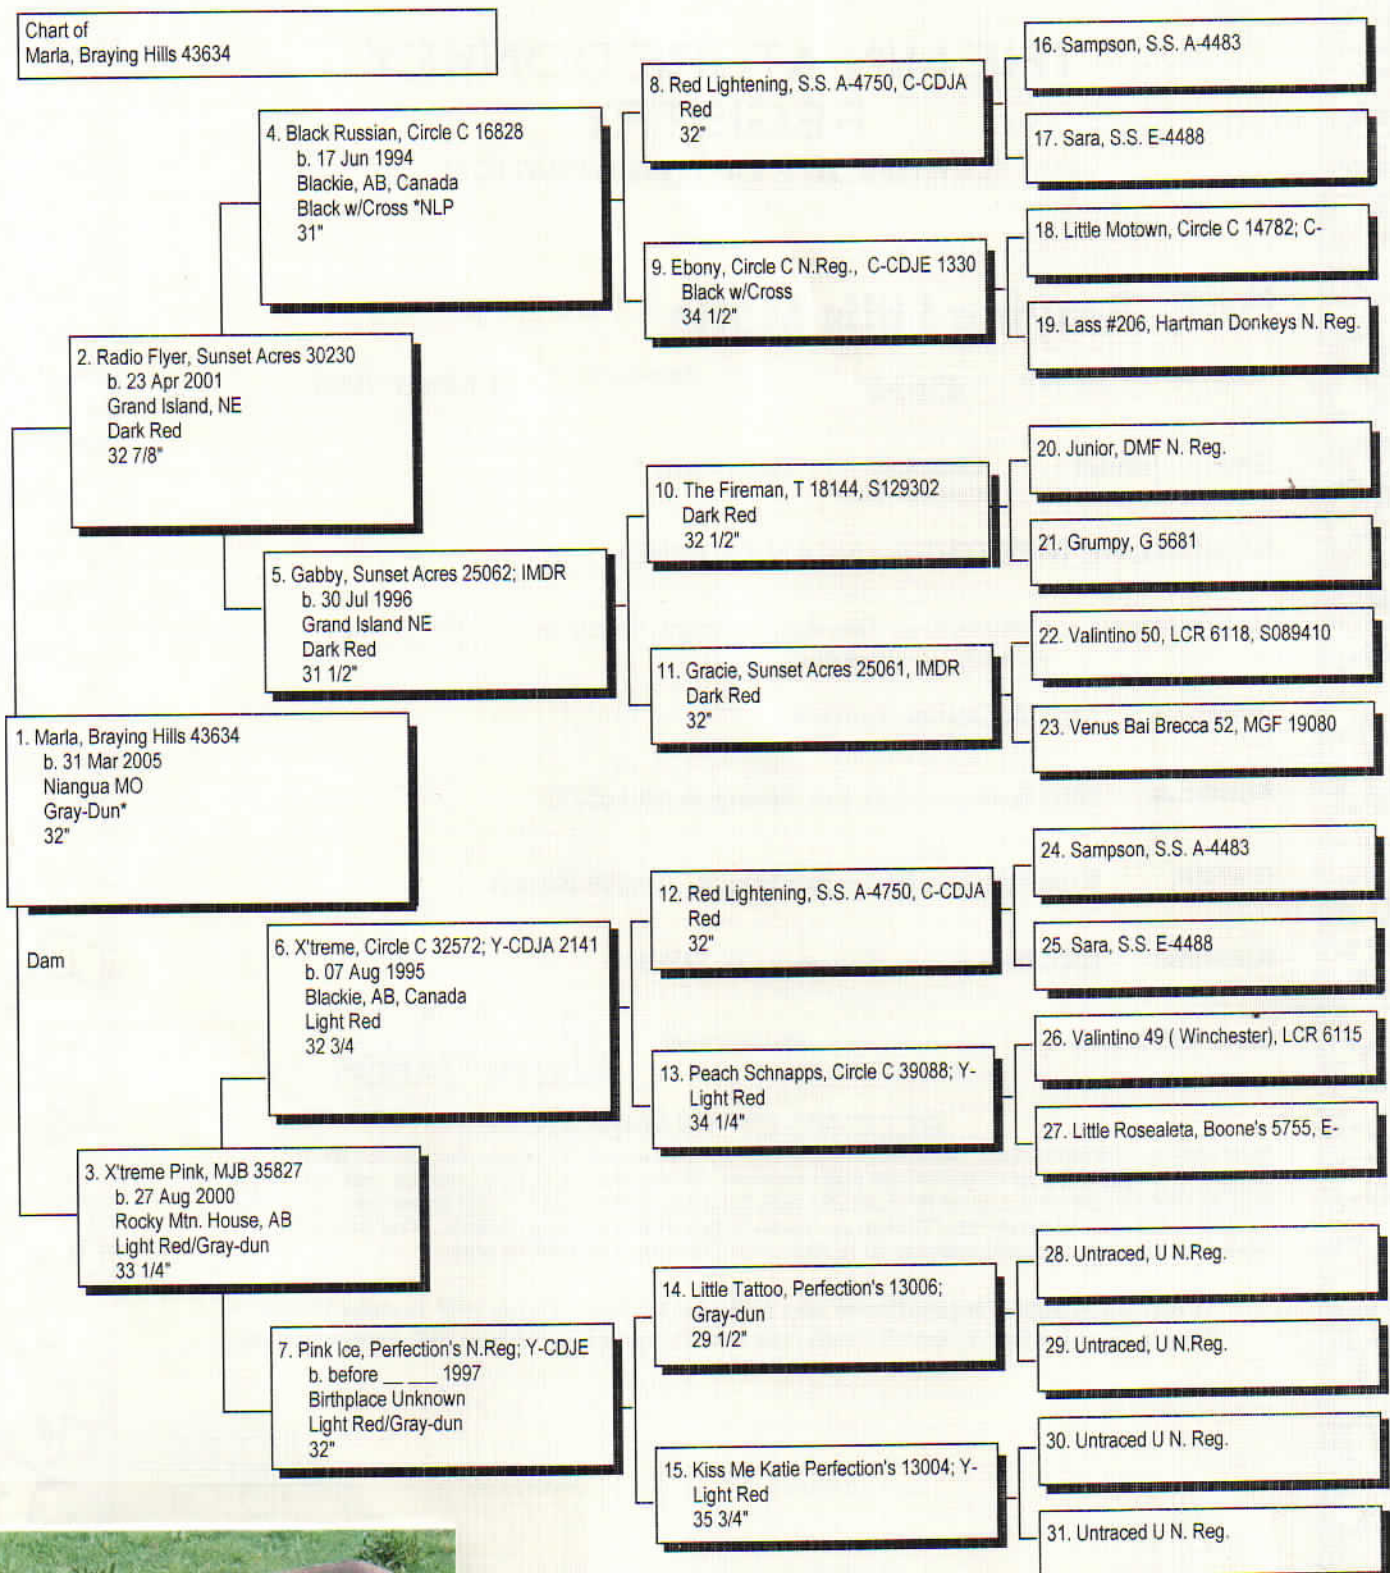 Chart of
Marla, Braying Hills 43634
16. Sampson, S.S. A-4483
8. Red Lightening, S.S. A-4750, C-CDJA
Red
32"
17. Sara, S.S. E-4488
4. Black Russian, Circle C 16828
b. 17 Jun 1994
Blackie, AB, Canada
Black w/Cross *NLP
31"
18. Little Motown, Circle C 14782; C-
9. Ebony, Circle C N.Reg., C-CDJE 1330
Black w/Cross
34 1/2"
19. Lass #206, Hartman Donkeys N. Reg.
2. Radio Flyer, Sunset Acres 30230
b. 23 Apr 2001
Grand Island, NE
Dark Red
32 7/8"
20. Junior, DMF N. Reg.
10. The Fireman, T 18144, S129302
Dark Red
32 1/2"
21. Grumpy, G 5681
5. Gabby, Sunset Acres 25062; IMDR
b. 30 Jul 1996
Grand Island NE
Dark Red
31 1/2"
22. Valintino 50, LCR 6118, S089410
11. Gracie, Sunset Acres 25061, IMDR
Dark Red
32"
23. Venus Bai Brecca 52, MGF 19080
1. Marla, Braying Hills 43634
b. 31 Mar 2005
Niangua MO
Gray-Dun*
32"
24. Sampson, S.S. A-4483
12. Red Lightening, S.S. A-4750, C-CDJA
Red
32"
25. Sara, S.S. E-4488
Dam
6. X'treme, Circle C 32572; Y-CDJA 2141
b. 07 Aug 1995
Blackie, AB, Canada
Light Red
32 3/4
26. Valintino 49 ( Winchester), LCR 6115
13. Peach Schnapps, Circle C 39088; Y-
Light Red
34 1/4"
27. Little Rosealeta, Boone's 5755, E-
3. X'treme Pink, MJB 35827
b. 27 Aug 2000
Rocky Mtn. House, AB
Light Red/Gray-dun
33 1/4"
28. Untraced, U N.Reg.
14. Little Tattoo, Perfection's 13006;
Gray-dun
29 1/2"
29. Untraced, U N.Reg.
7. Pink Ice, Perfection's N.Reg; Y-CDJE
b. before __ ___ 1997
Birthplace Unknown
Light Red/Gray-dun
32"
30. Untraced U N. Reg.
15. Kiss Me Katie Perfection's 13004; Y-
Light Red
35 3/4"
31. Untraced U N. Reg.